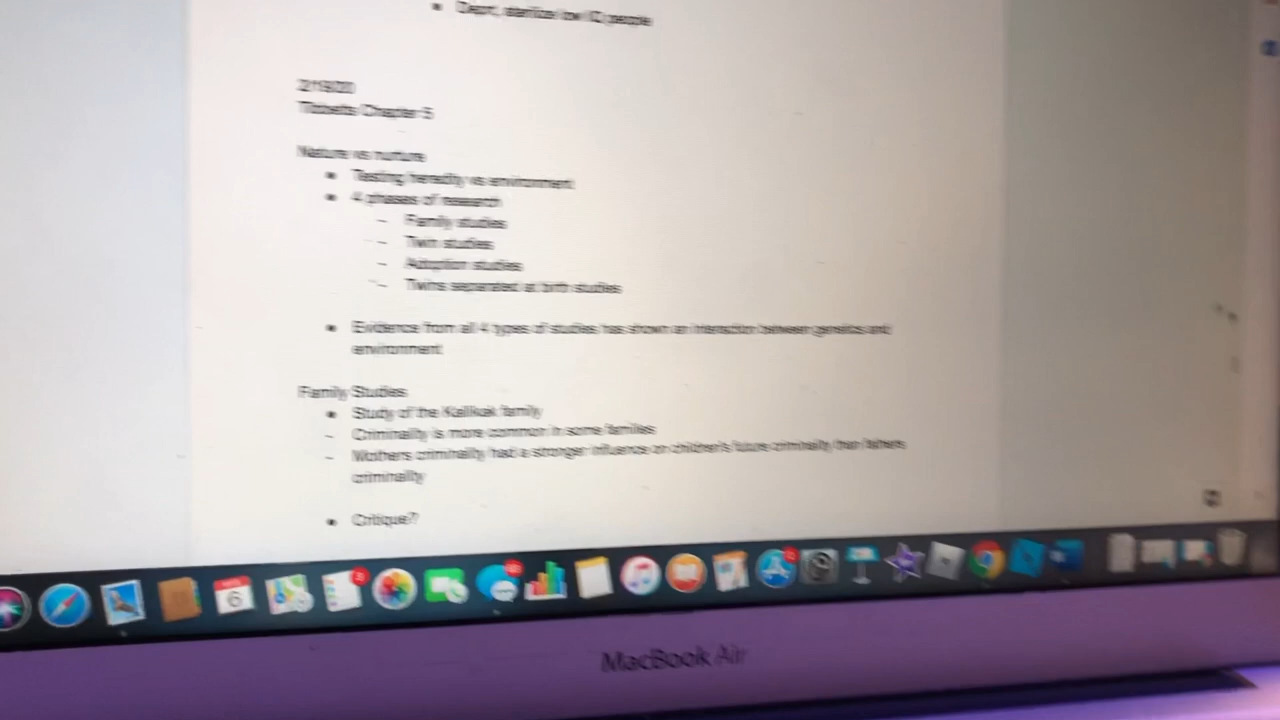 Deport, sterilize low IQ people
2/19/20
Tibbetts Chapter 5
Nature vs nurture
Testing heredity vs environment
4 phases of research
Family studies
Twin studies
Adoption studies
Twins separated at birth studies
Evidence from all 4 types of studies has shown an interaction between genetics and
environment
Family Studies
Study of the Kallikak family
Criminality is more common in some families
Mothers criminality had a stronger influence on children's future criminality than fathers
criminality
Critique?
6
MacBook Air